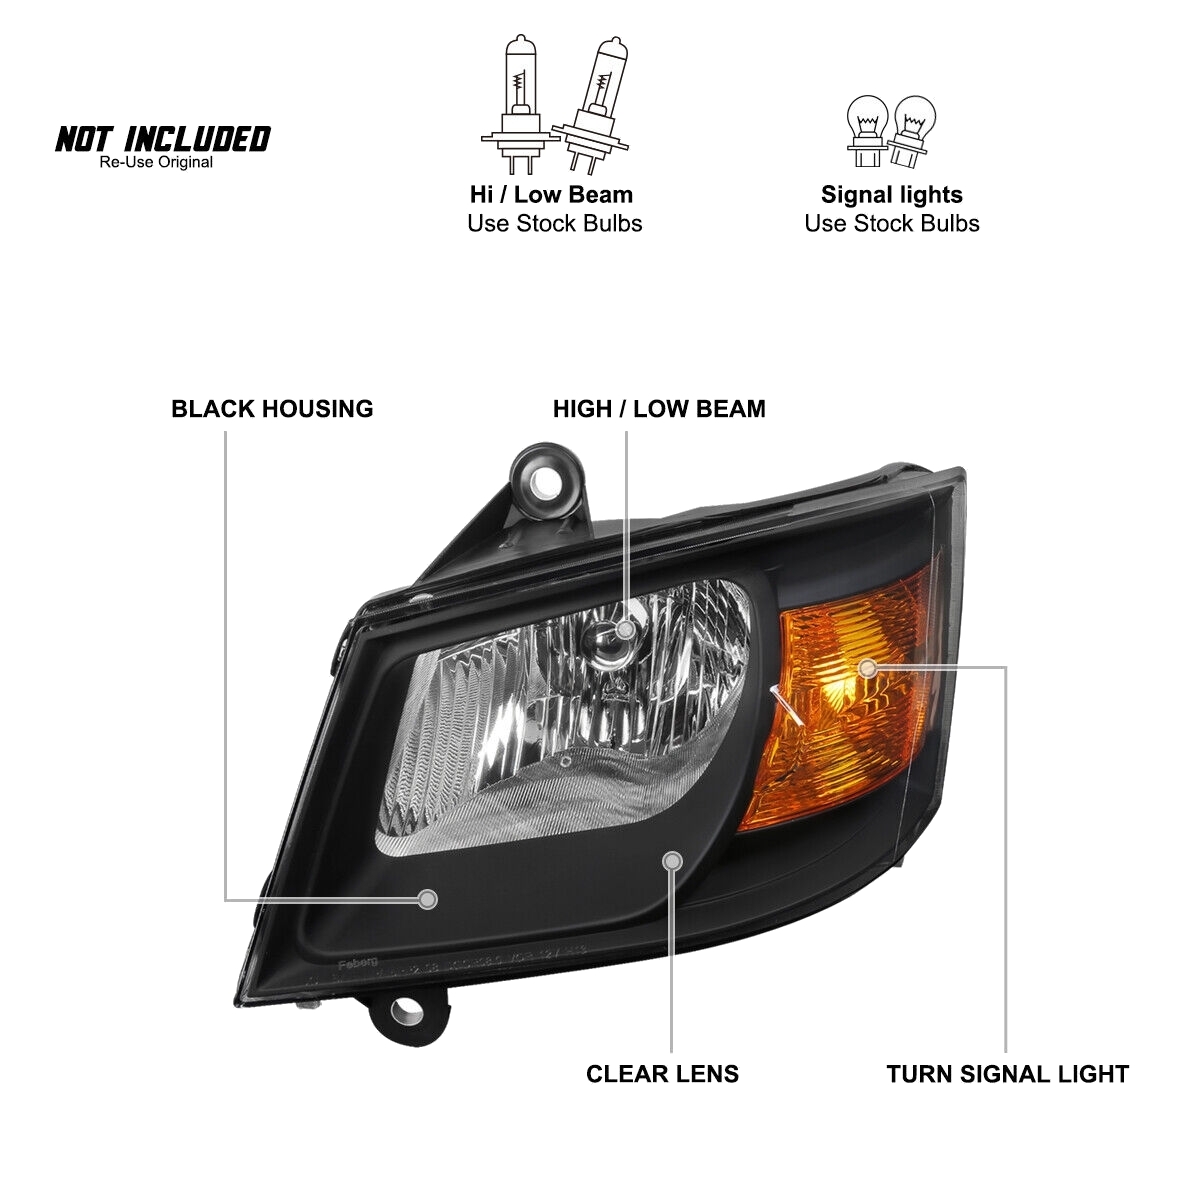 NOT INCLUDED
Re-Use Original
Hi / Low Beam
Use Stock Bulbs
Signal lights
Use Stock Bulbs
BLACK HOUSING
HIGH / LOW BEAM
Feberg
CLEAR LENS
TURN SIGNAL LIGHT